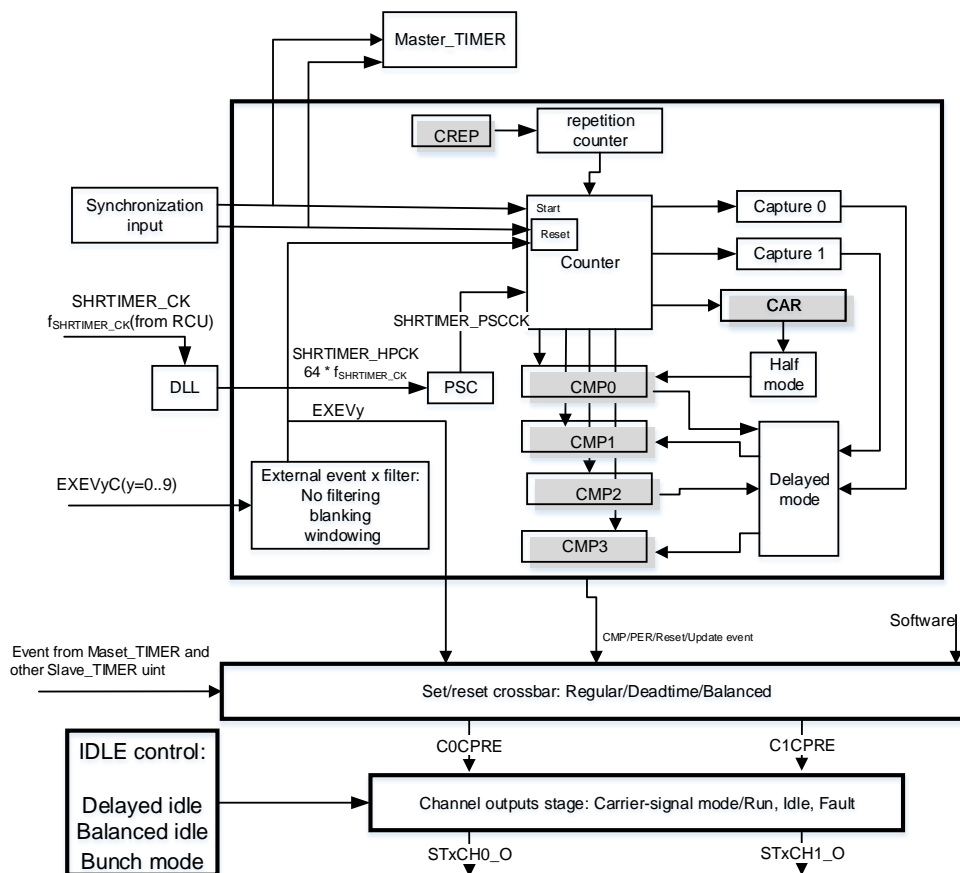 Master_TIMER
CREP
repetition
counter
Synchronization
input
Start
Reset
Counter
Capture 0
Capture 1
CAR
Half
mode
SHRTIMER_CK
fSHRTIMER_CK(from RCU)
DLL
SHRTIMER_HPCK
64 * fSHRTIMER_CK
SHRTIMER_PSCCK
PSC
CMP0
CMP1
CMP2
CMP3
Delayed
mode
EXEVy
EXEVyC(y=0..9)
External event x filter:
No filtering
blanking
windowing
CMP/PER/Reset/Update event
Software
Event from Maset_TIMER and
other Slave_TIMER uint
Set/reset crossbar: Regular/Deadtime/Balanced
C0CPRE
C1CPRE
IDLE control:
Delayed idle
Balanced idle
Bunch mode
Channel outputs stage: Carrier-signal mode/Run, Idle, Fault
STxCH0_O
STxCH1_O